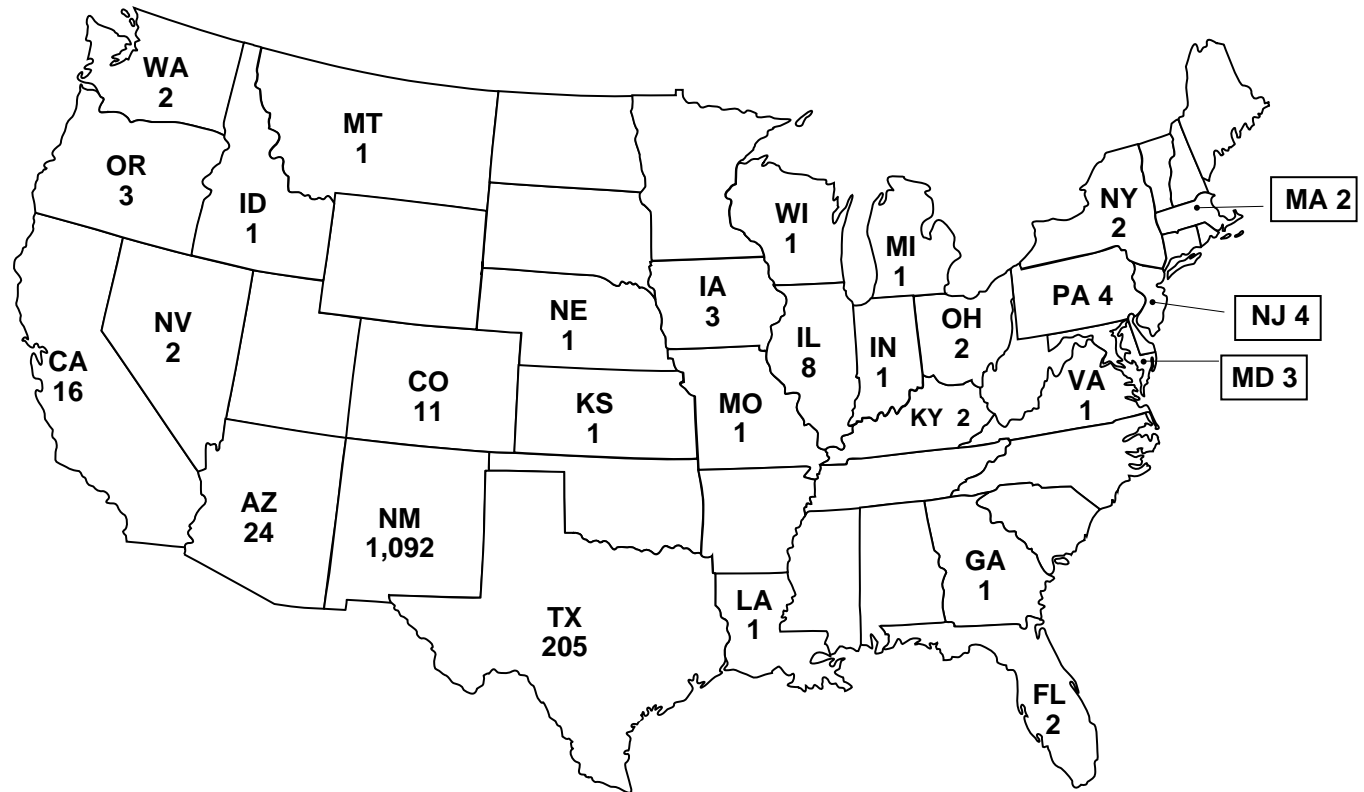 WA
2
MT
1
OR
3
ID
1
NV
2
CA
16
AZ
24
NM
1,092
CO
11
NE
1
KS
1
TX
205
IA
3
MO
1
LA
1
WI
1
IL
8
MI
1
IN
1
OH
2
KY 2
GA
1
FL
2
VA
1
PA 4
NY
2
MA 2
NJ 4
MD 3